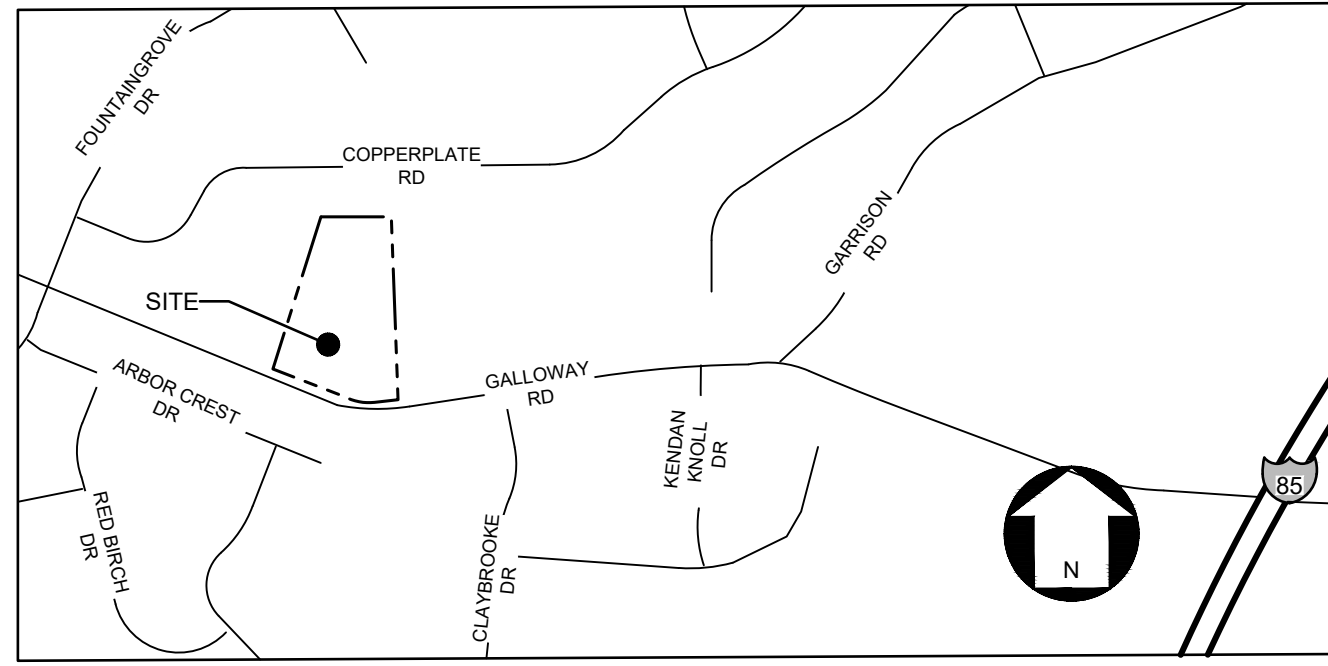 FOUNTAINGROVE
DR
COPPERPLATE
RD
GARRISON
RD
SITE
ARBOR CREST
DR
GALLOWAY
RD
KENDAN
KNOLL
DR
85
RED BIRCH
DR
CLAYBROOKE
DR
N